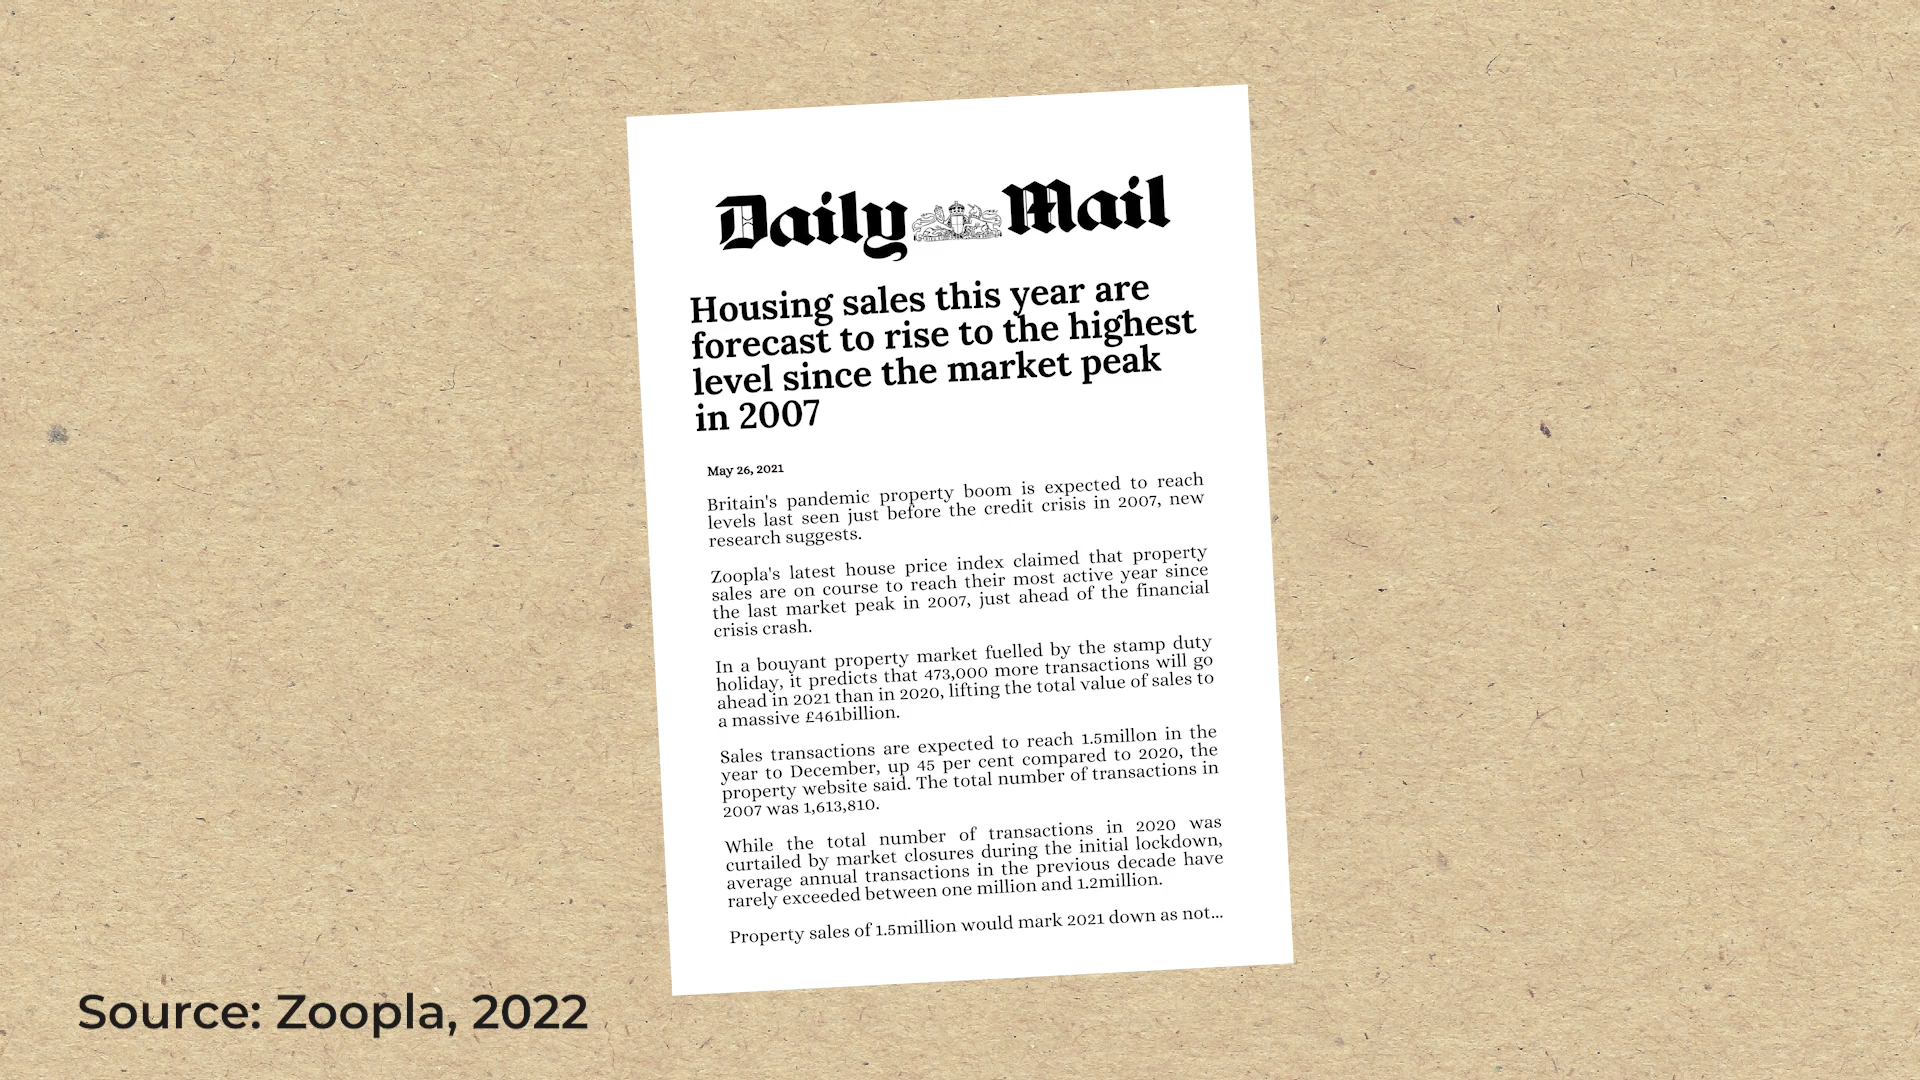 Daily Mail
Housing sales this year are
forecast to rise to the highest
level since the market peak
in 2007
May 26, 2021
Britain's pandemic property boom is expected to reach
levels last seen just before the credit crisis in 2007, new
research suggests.
Zoopla's latest house price index claimed that property
sales are on course to reach their most active year since
the last market peak in 2007, just ahead of the financial
crisis crash.
In a bouyant property market fuelled by the stamp duty
holiday, it predicts that 473,000 more transactions will go
ahead in 2021 than in 2020, lifting the total value of sales to
a massive £461billion.
Sales transactions are expected to reach 1.5millon in the
year to December, up 45 per cent compared to 2020, the
property website said. The total number of transactions in
2007 was 1,613,810.
While the total number of transactions in 2020 was
curtailed by market closures during the initial lockdown,
average annual transactions in the previous decade have
rarely exceeded between one million and 1.2million.
Property sales of 1.5million would mark 2021 down as not...
Source: Zoopla, 2022